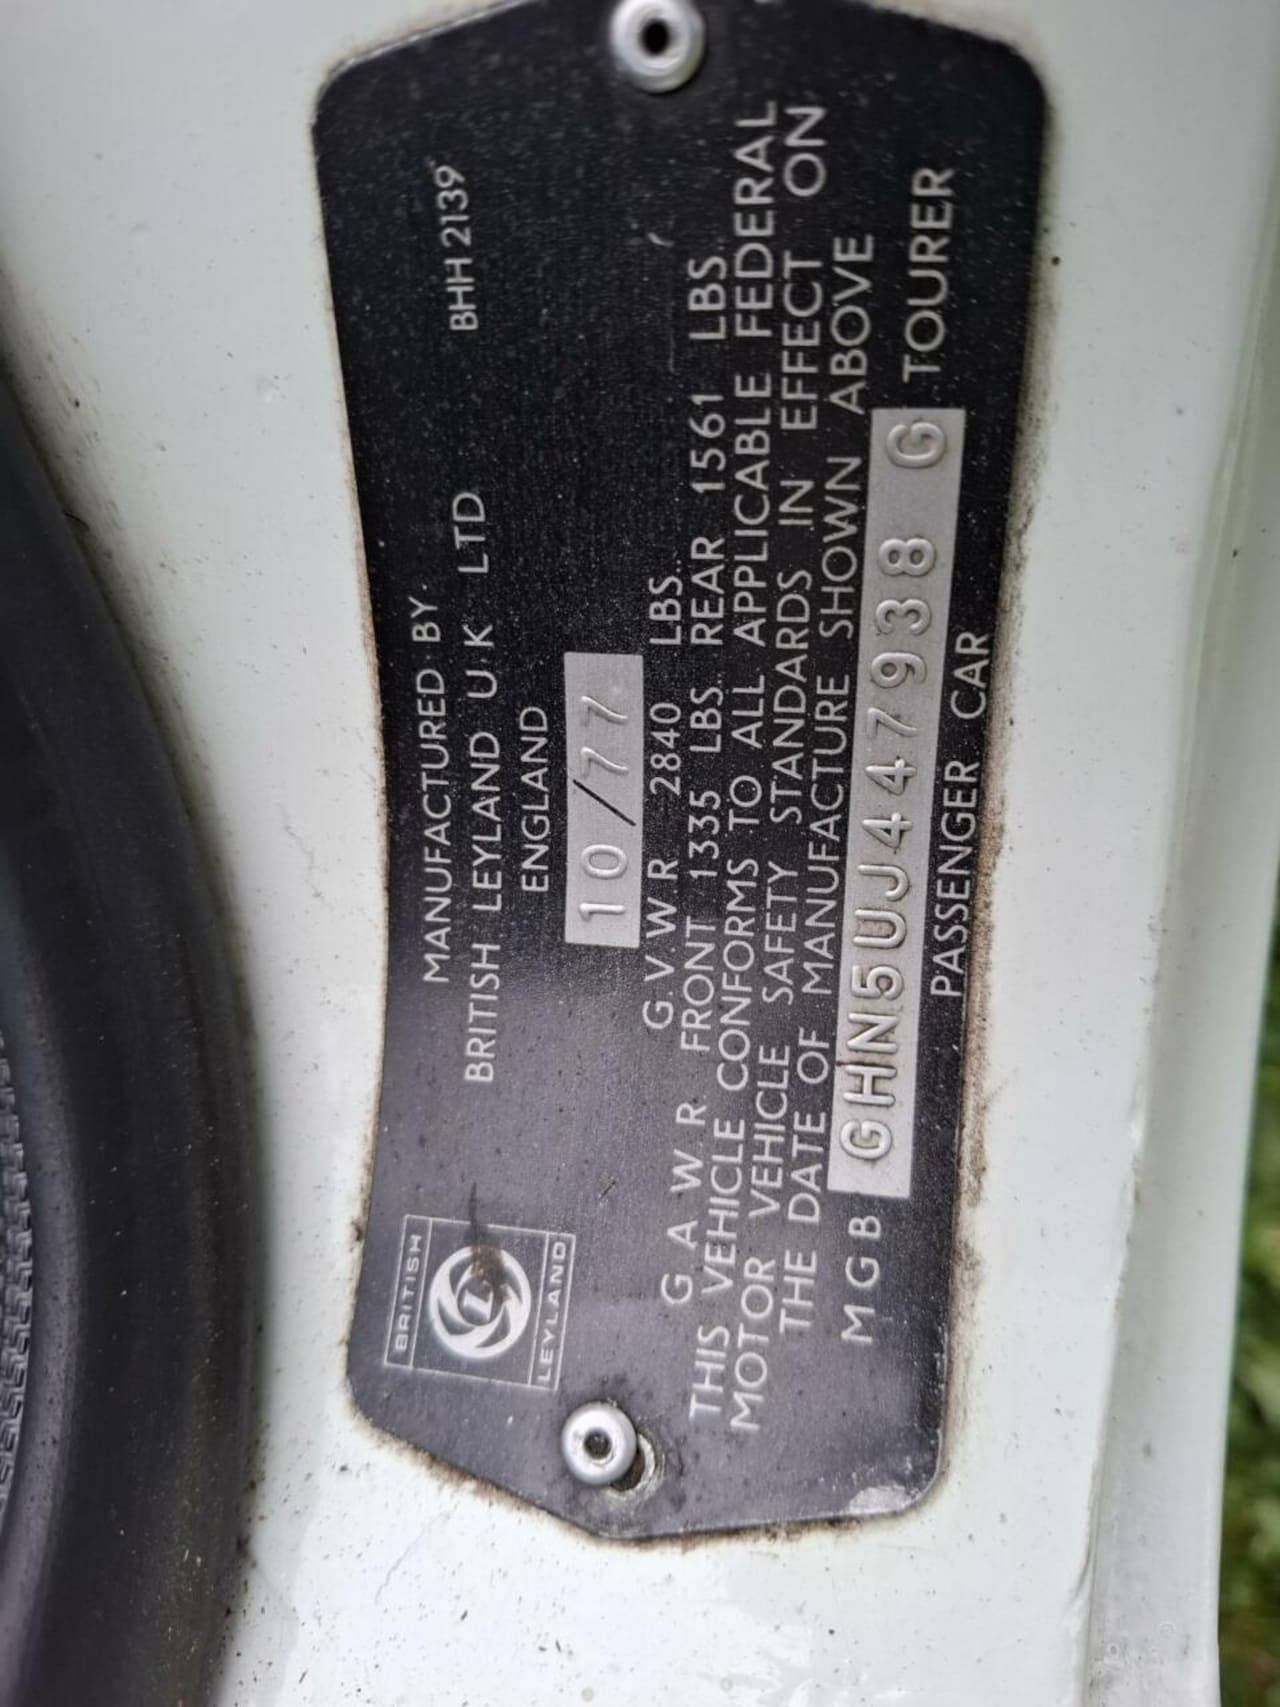 BHH 2139
MANUFACTURED BY
BRITISH LEYLAND U.K LTD
ENGLAND
BRITISH
L
LEYLAND
10/77
G.V W R 2840 LBS.
G A W R FRONT 1335 LBS. REAR 1561 LBS.
THIS VEHICLE CONFORMS TO ALL APPLICABLE FEDERAL
MOTOR VEHICLE SAFETY STANDARDS IN EFFECT ON
THE DATE OF MANUFACTURE SHOWN ABOVE
MGB GHN5UJ447938 G TOURER
PASSENGER CAR